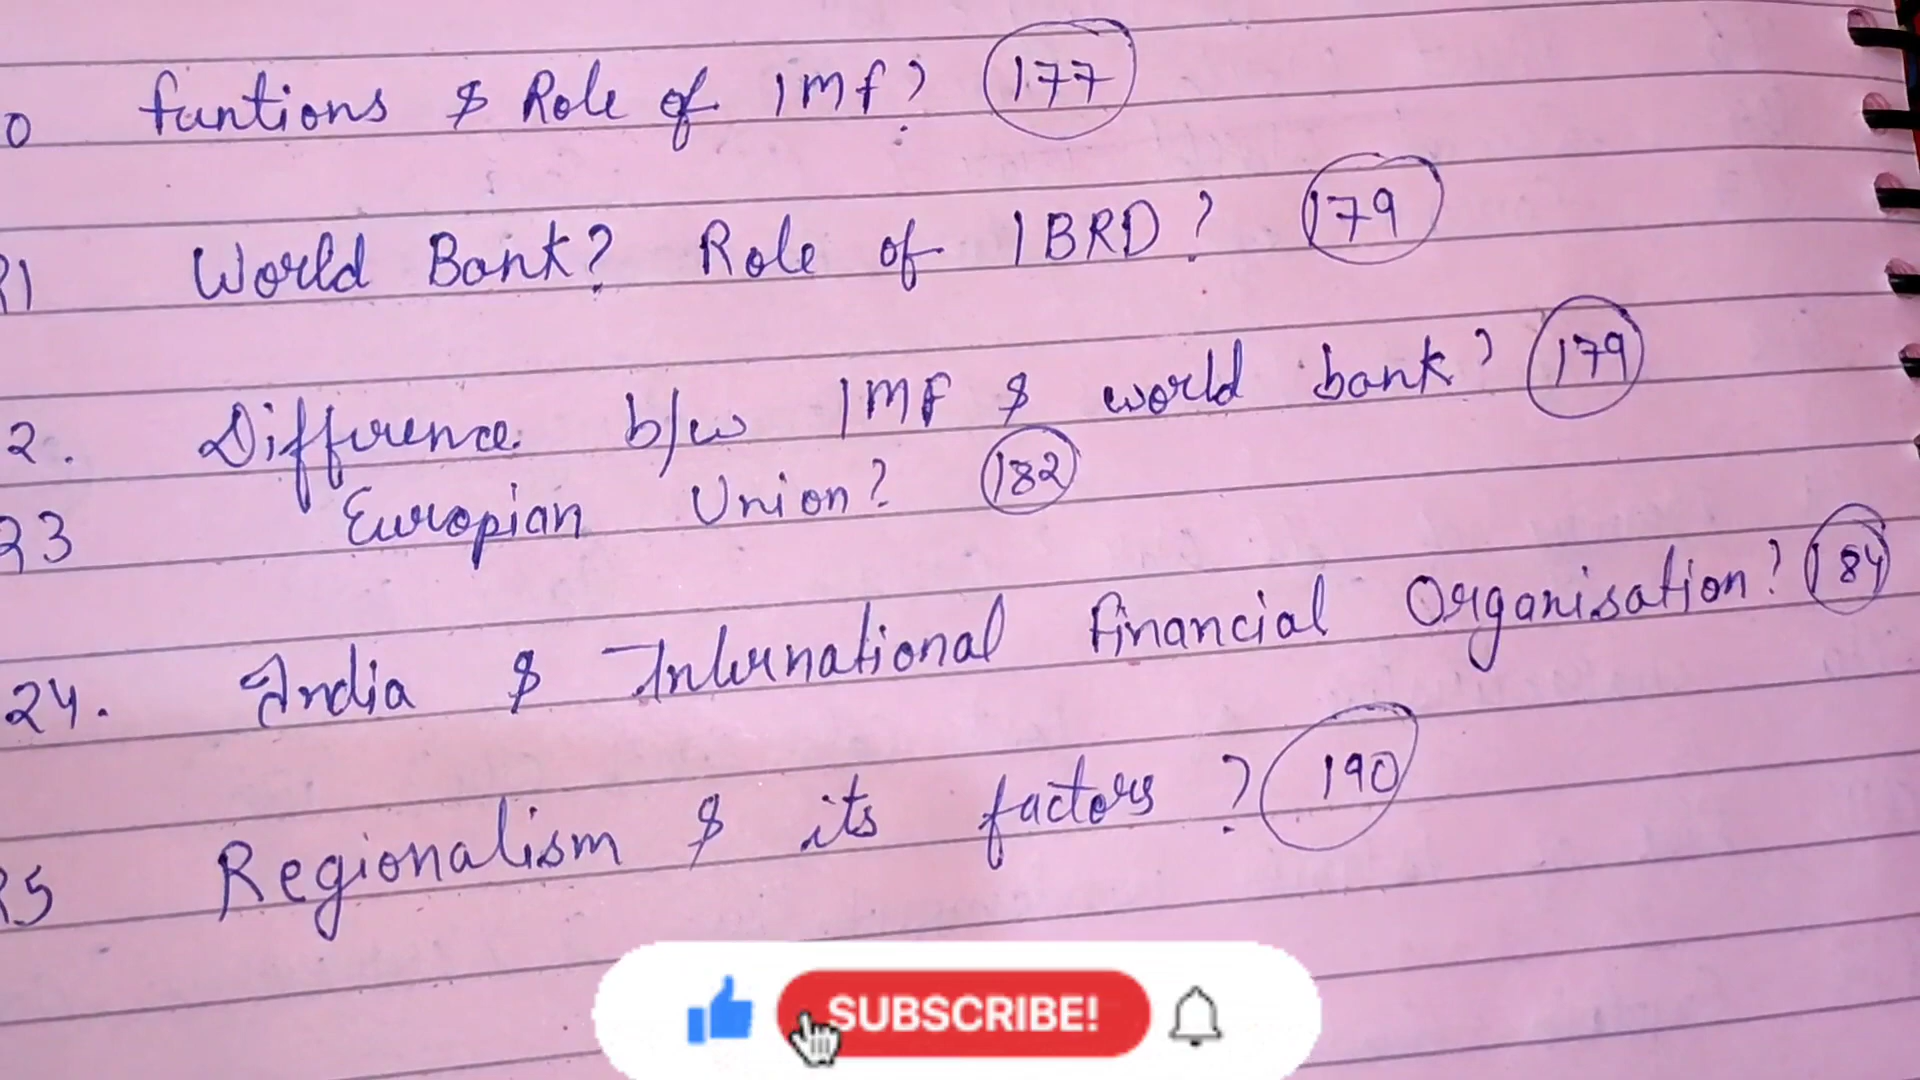 0 funtions & Role of IMF? 177
21 World Bank? Role of IBRD? 179
2. Difference b/w IMF & world bank? 179
23 Europian Union? 182
24. India & International Financial Organisation? 184
25 Regionalism & its factors? 190
SUBSCRIBE!